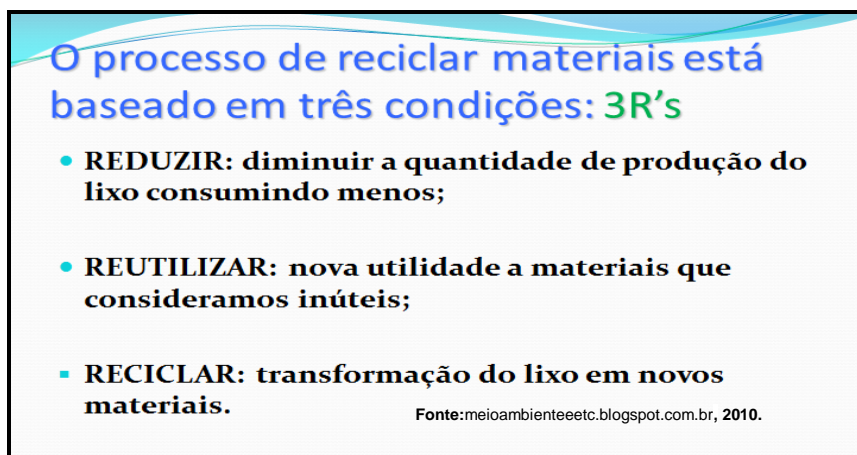 O processo de reciclar materiais está
baseado em três condições: 3R's
• REDUZIR: diminuir a quantidade de produção do
lixo consumindo menos;
• REUTILIZAR: nova utilidade a materiais que
consideramos inúteis;
▪ RECICLAR: transformação do lixo em novos
materiais.
Fonte:meioambienteeetc.blogspot.com.br, 2010.